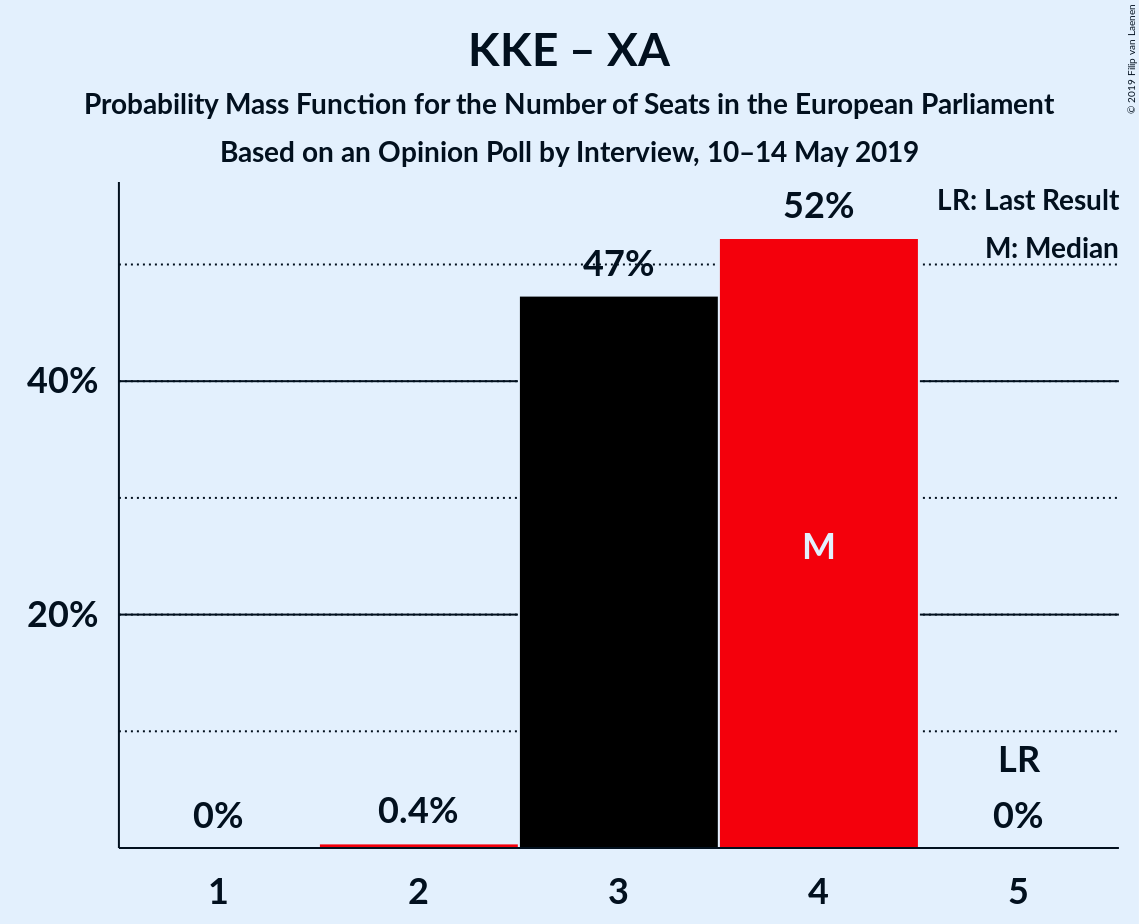 KKE – XA
Probability Mass Function for the Number of Seats in the European Parliament
Based on an Opinion Poll by Interview, 10–14 May 2019
© 2019 Filip van Laenen
LR: Last Result
M: Median
52%
47%
40%
M
20%
LR
0%
0.4%
0%
1
2
3
4
5